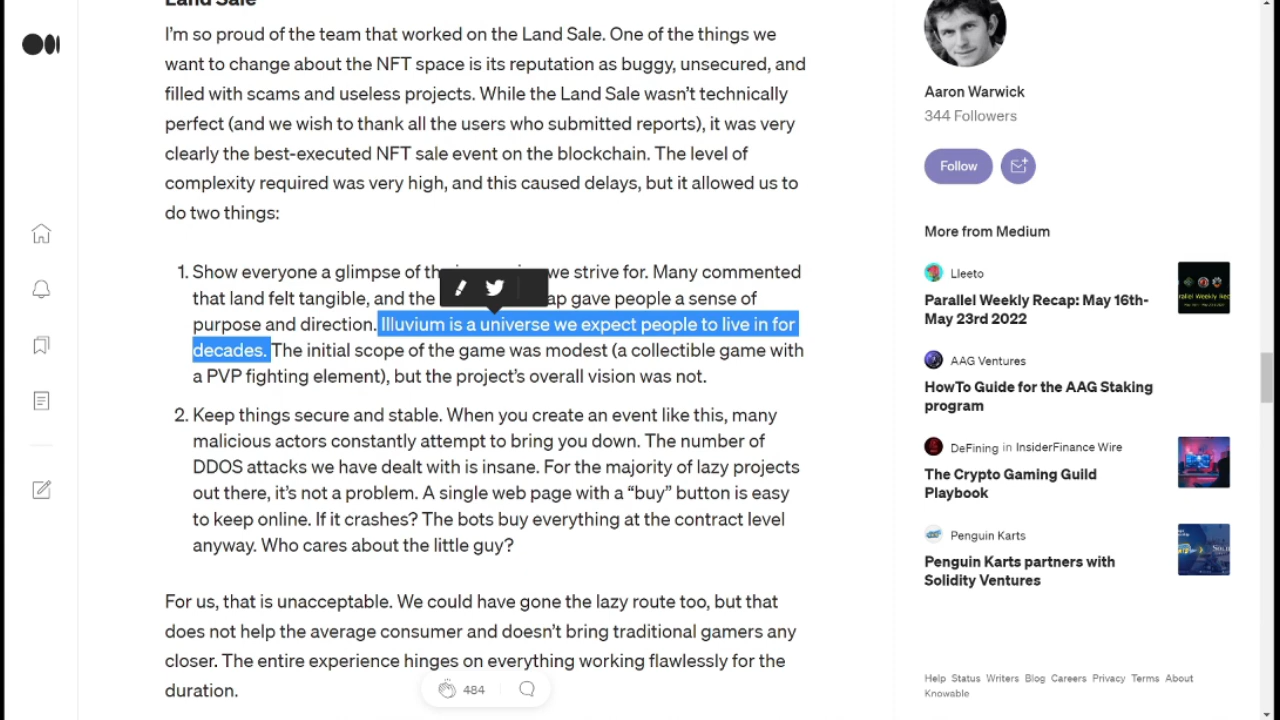 Land Sale
I’m so proud of the team that worked on the Land Sale. One of the things we
want to change about the NFT space is its reputation as buggy, unsecured, and
filled with scams and useless projects. While the Land Sale wasn’t technically
perfect (and we wish to thank all the users who submitted reports), it was very
clearly the best-executed NFT sale event on the blockchain. The level of
complexity required was very high, and this caused delays, but it allowed us to
do two things:
1. Show everyone a glimpse of we strive for. Many commented
that land felt tangible, and the gave people a sense of
purpose and direction. Illuvium is a universe we expect people to live in for
decades. The initial scope of the game was modest (a collectible game with
a PVP fighting element), but the project’s overall vision was not.
2. Keep things secure and stable. When you create an event like this, many
malicious actors constantly attempt to bring you down. The number of
DDOS attacks we have dealt with is insane. For the majority of lazy projects
out there, it’s not a problem. A single web page with a “buy” button is easy
to keep online. If it crashes? The bots buy everything at the contract level
anyway. Who cares about the little guy?
For us, that is unacceptable. We could have gone the lazy route too, but that
does not help the average consumer and doesn’t bring traditional gamers any
closer. The entire experience hinges on everything working flawlessly for the
duration.
484
Aaron Warwick
344 Followers
Follow
More from Medium
Lleeto
Parallel Weekly Recap: May 16th-
May 23rd 2022
AAG Ventures
HowTo Guide for the AAG Staking
program
DeFining in InsiderFinance Wire
The Crypto Gaming Guild
Playbook
Penguin Karts
Penguin Karts partners with
Solidity Ventures
Help Status Writers Blog Careers Privacy Terms About
Knowable